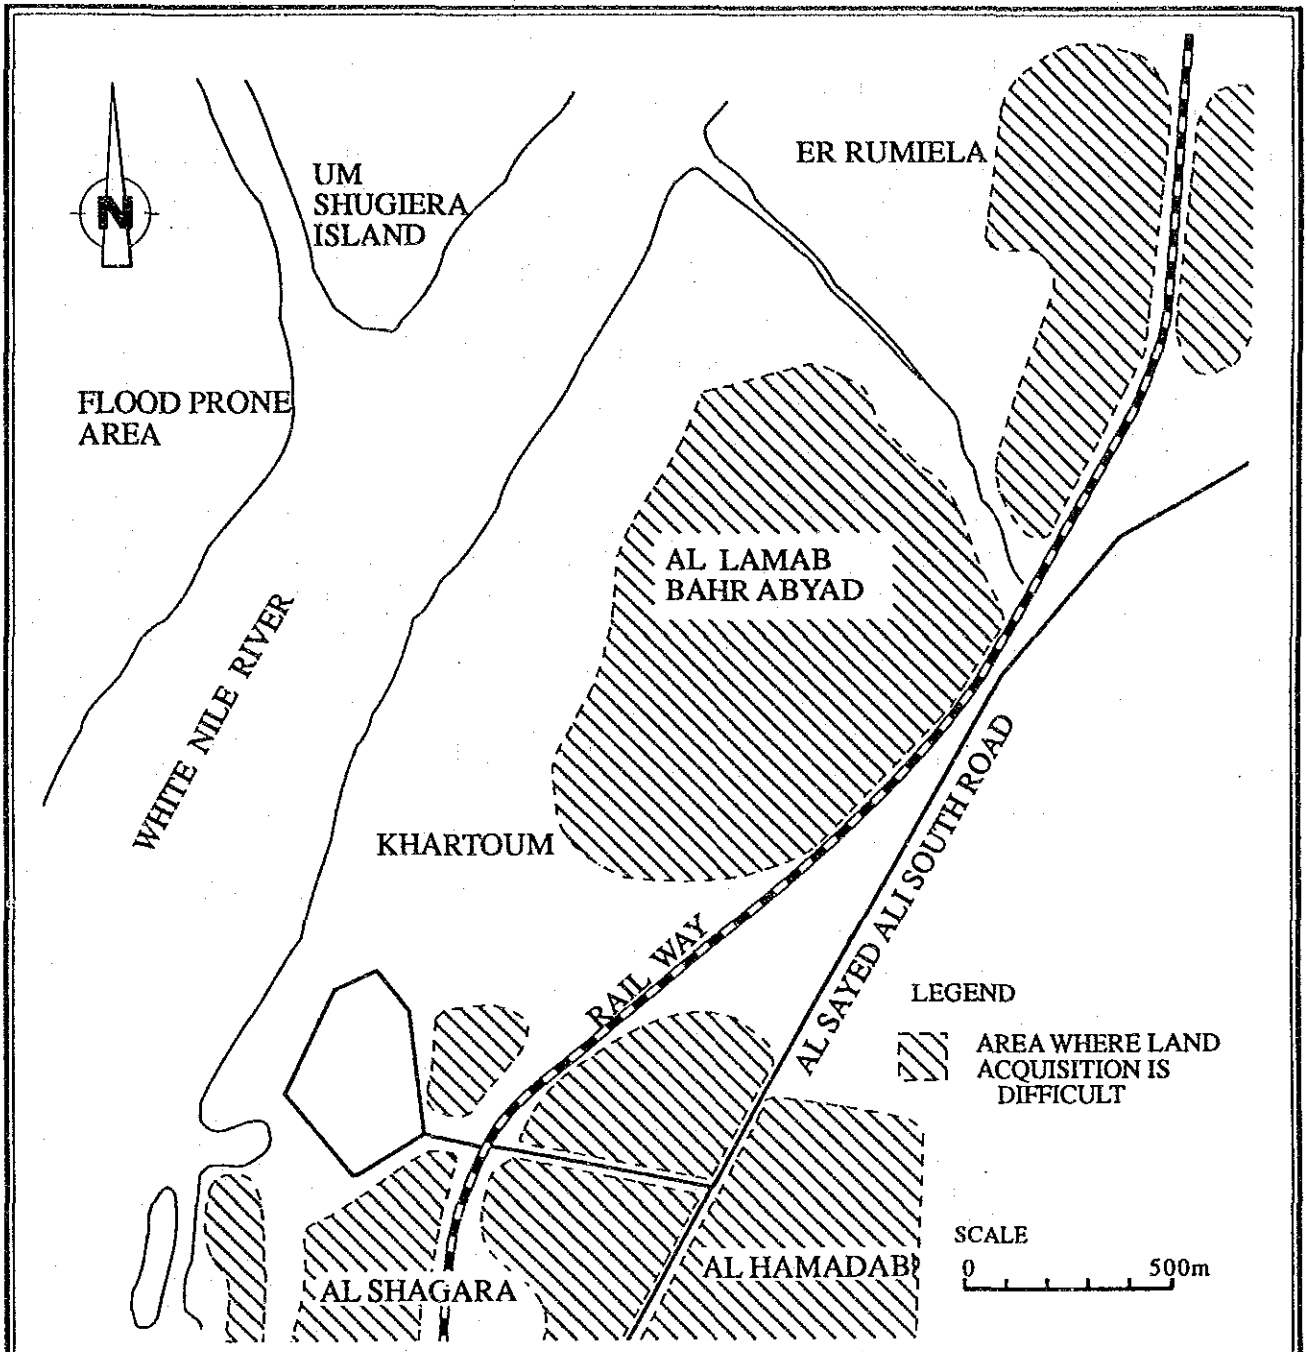 N
UM
SHUGIERA
ISLAND
ER RUMIELA
FLOOD PRONE
AREA
AL LAMAB
BAHR ABYAD
WHITE NILE RIVER
KHARTOUM
RAIL WAY
AL SAYED ALI SOUTH ROAD
LEGEND
AREA WHERE LAND
ACQUISITION IS
DIFFICULT
SCALE
0 500m
AL HAMADAB
AL SHAGARA